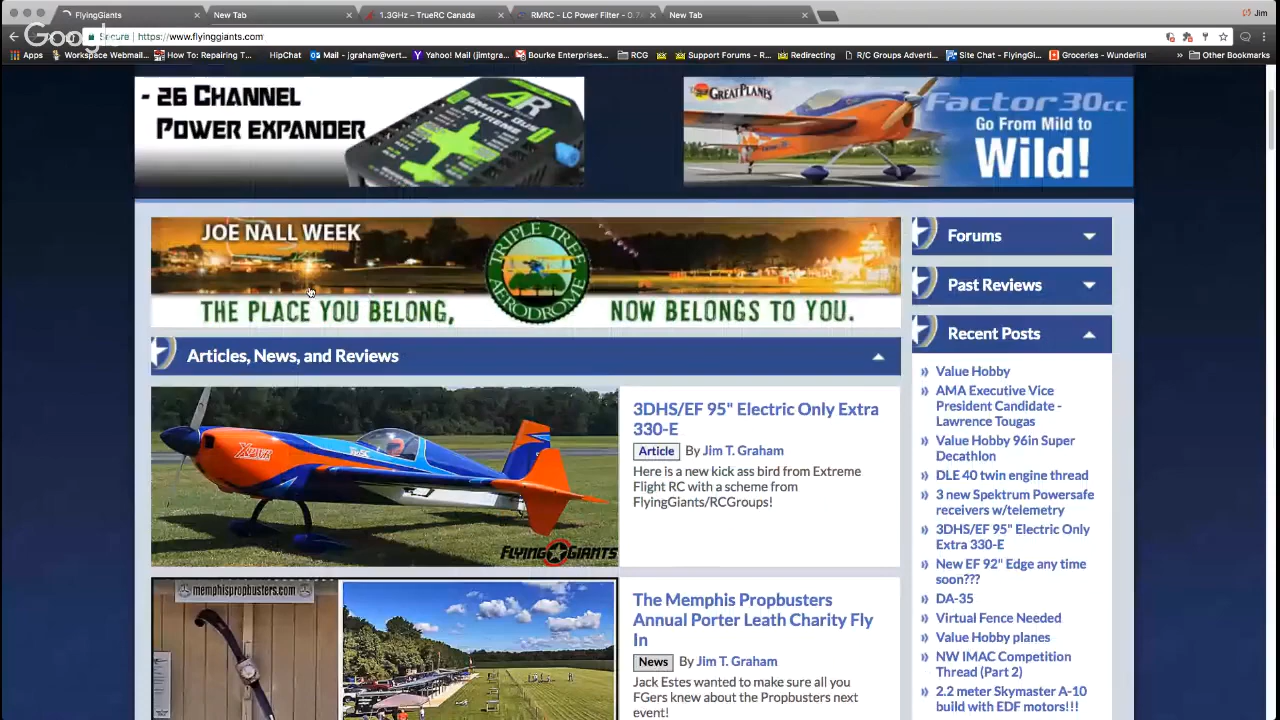 FlyingGiants
New Tab
1.3GHz – TrueRC Canada
RMRC - LC Power Filter - 0.7A
New Tab
Jim
Google
Secure
https://www.flyinggiants.com
Apps
Workspace Webmail...
How To: Repairing T...
HipChat
Mail - jgraham@vert...
Yahoo! Mail (jimtgra...
Bourke Enterprises...
RCG
Support Forums - R...
Redirecting
R/C Groups Adverti...
Site Chat - FlyingGi...
Groceries - Wunderlist
»
Other Bookmarks
- 26 Channel
Power expander
AR
SMART BUS
EXTREME
GREAT PLANES
Factor 30cc
Go From Mild to
Wild!
JOE NALL WEEK
TRIPLE TREE
AERODROME
THE PLACE YOU BELONG,
NOW BELONGS TO YOU.
Articles, News, and Reviews
FLYING GIANTS
3DHS/EF 95" Electric Only Extra
330-E
Article By Jim T. Graham
Here is a new kick ass bird from Extreme
Flight RC with a scheme from
FlyingGiants/RCGroups!
memphispropbusters.com
The Memphis Propbusters
Annual Porter Leath Charity Fly
In
News By Jim T. Graham
Jack Estes wanted to make sure all you
FGers knew about the Propbusters next
event!
Forums
Past Reviews
Recent Posts
Value Hobby
AMA Executive Vice
President Candidate -
Lawrence Tougas
Value Hobby 96in Super
Decathlon
DLE 40 twin engine thread
3 new Spektrum Powersafe
receivers w/telemetry
3DHS/EF 95" Electric Only
Extra 330-E
New EF 92" Edge any time
soon???
DA-35
Virtual Fence Needed
Value Hobby planes
NW IMAC Competition
Thread (Part 2)
2.2 meter Skymaster A-10
build with EDF motors!!!